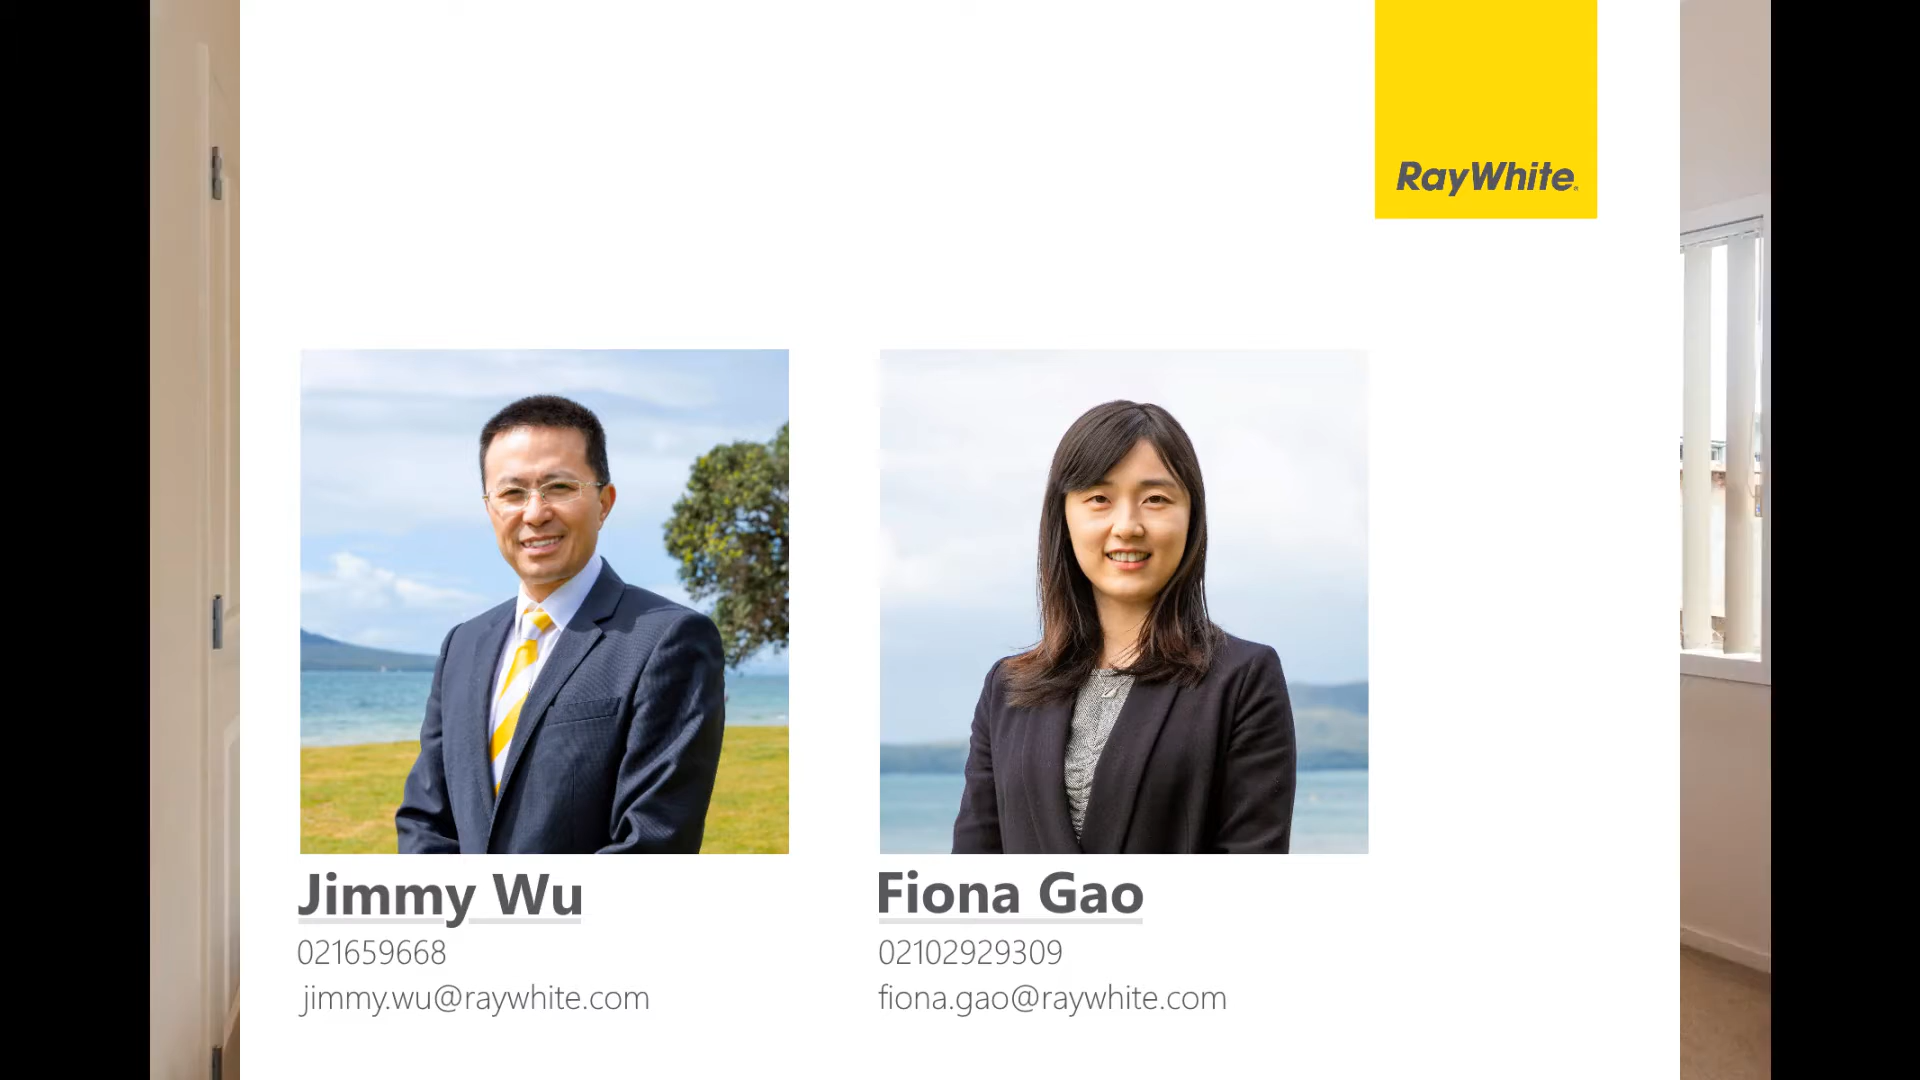 RayWhite
Jimmy Wu
021659668
jimmy.wu@raywhite.com
Fiona Gao
02102929309
fiona.gao@raywhite.com